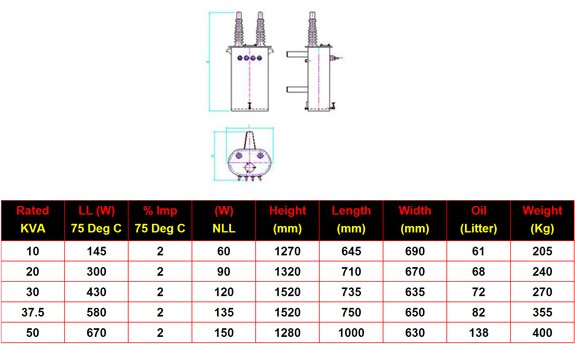 Rated LL (W) % Imp (W) Height Length Width Oil Weight
KVA 75 Deg C 75 Deg C NLL (mm) (mm) (mm) (Litter) (Kg)
10 145 2 60 1270 645 690 61 205
20 300 2 90 1320 710 670 68 240
30 430 2 120 1520 735 635 72 270
37.5 580 2 135 1520 750 650 82 355
50 670 2 150 1280 1000 630 138 400